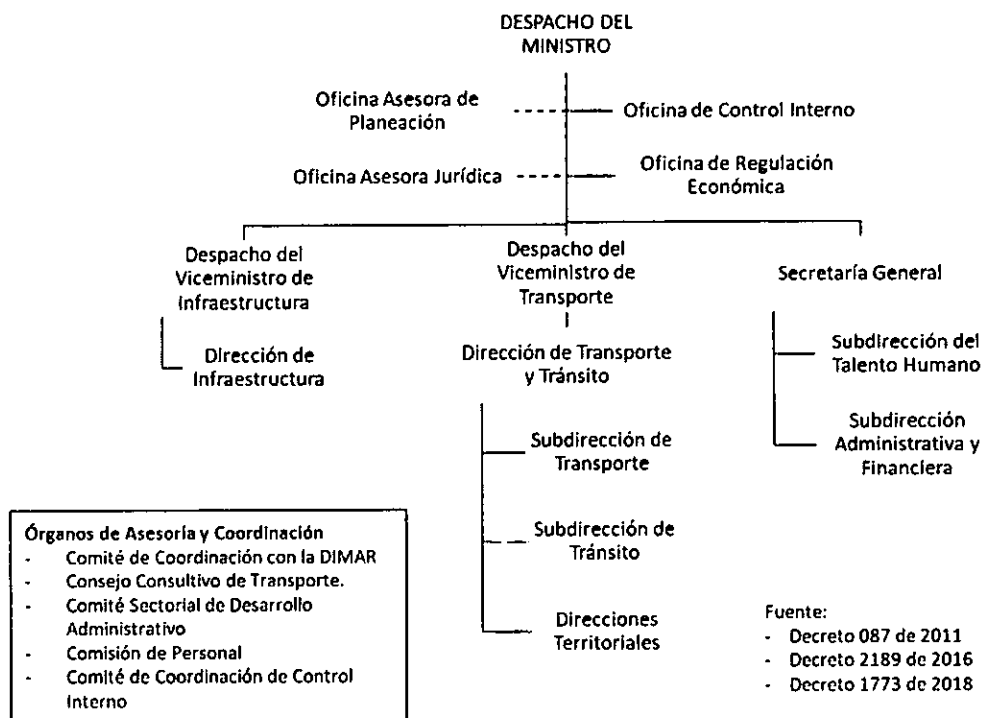 DESPACHO DEL
MINISTRO
Oficina Asesora de
Planeación
Oficina de Control Interno
Oficina Asesora Jurídica
Oficina de Regulación
Económica
Despacho del
Viceministro de
Infraestructura
Dirección de
Infraestructura
Despacho del
Viceministro de
Transporte
Dirección de Transporte
y Tránsito
Subdirección de
Transporte
Subdirección de
Tránsito
Direcciones
Territoriales
Secretaría General
Subdirección del
Talento Humano
Subdirección
Administrativa y
Financiera
Órganos de Asesoría y Coordinación
- Comité de Coordinación con la DIMAR
- Consejo Consultivo de Transporte.
- Comité Sectorial de Desarrollo
Administrativo
- Comisión de Personal
- Comité de Coordinación de Control
Interno
Fuente:
- Decreto 087 de 2011
- Decreto 2189 de 2016
- Decreto 1773 de 2018